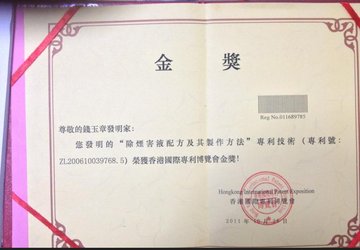 金獎
Reg No.011689785
尊敬的錢五章發明家：
您發明的“除煙害液配方及其製作方法”專利技術（專利號：
ZL200610039768.5）榮獲香港國際專利博覽會金獎！
Hongkong International Patent Exposition
香港國際專利博覽會